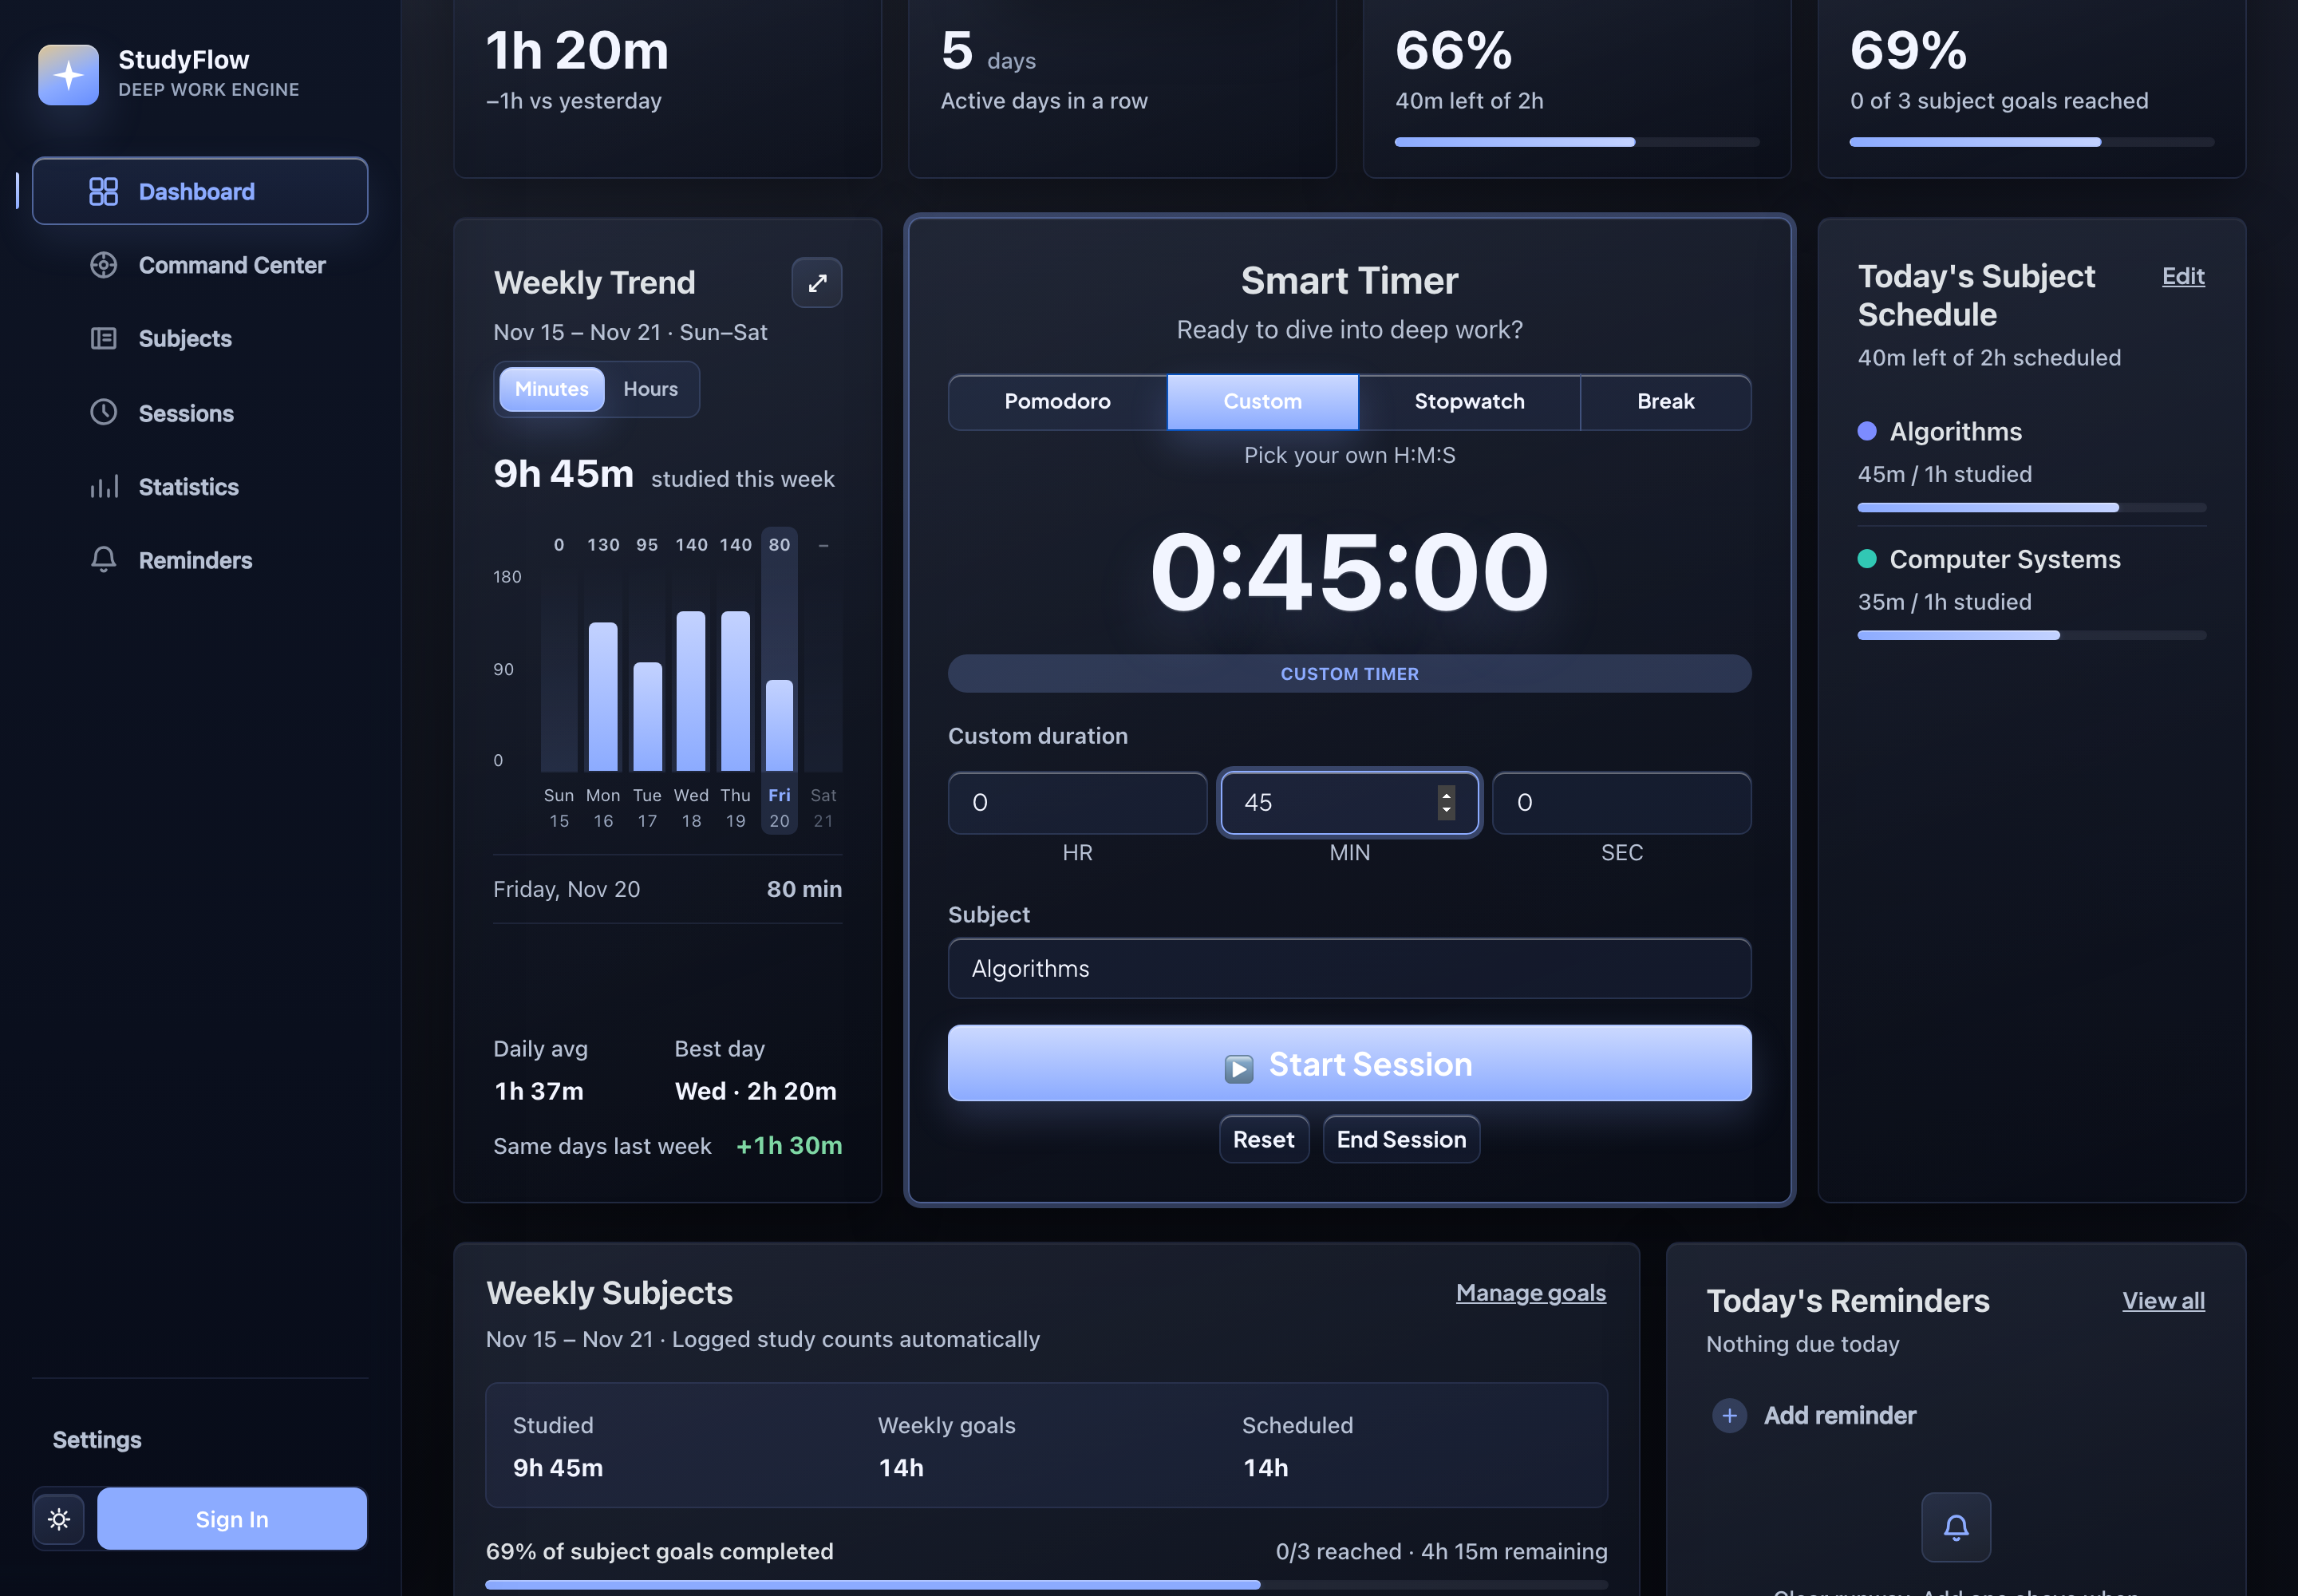 StudyFlow
DEEP WORK ENGINE
Dashboard
Command Center
Subjects
Sessions
Statistics
Reminders
Settings
Sign In
1h 20m
−1h vs yesterday
5 days
Active days in a row
66%
40m left of 2h
69%
0 of 3 subject goals reached
Weekly Trend
Nov 15 – Nov 21 · Sun–Sat
Minutes Hours
9h 45m studied this week
0 130 95 140 140 80 –
180
90
0
Sun Mon Tue Wed Thu Fri Sat
15 16 17 18 19 20 21
Friday, Nov 20 80 min
Daily avg Best day
1h 37m Wed · 2h 20m
Same days last week +1h 30m
Smart Timer
Ready to dive into deep work?
Pomodoro Custom Stopwatch Break
Pick your own H:M:S
0:45:00
CUSTOM TIMER
Custom duration
0 45 0
HR MIN SEC
Subject
Algorithms
Start Session
Reset End Session
Today's Subject Schedule
Edit
40m left of 2h scheduled
Algorithms
45m / 1h studied
Computer Systems
35m / 1h studied
Weekly Subjects Manage goals
Nov 15 – Nov 21 · Logged study counts automatically
Studied Weekly goals Scheduled
9h 45m 14h 14h
69% of subject goals completed 0/3 reached · 4h 15m remaining
Today's Reminders View all
Nothing due today
Add reminder